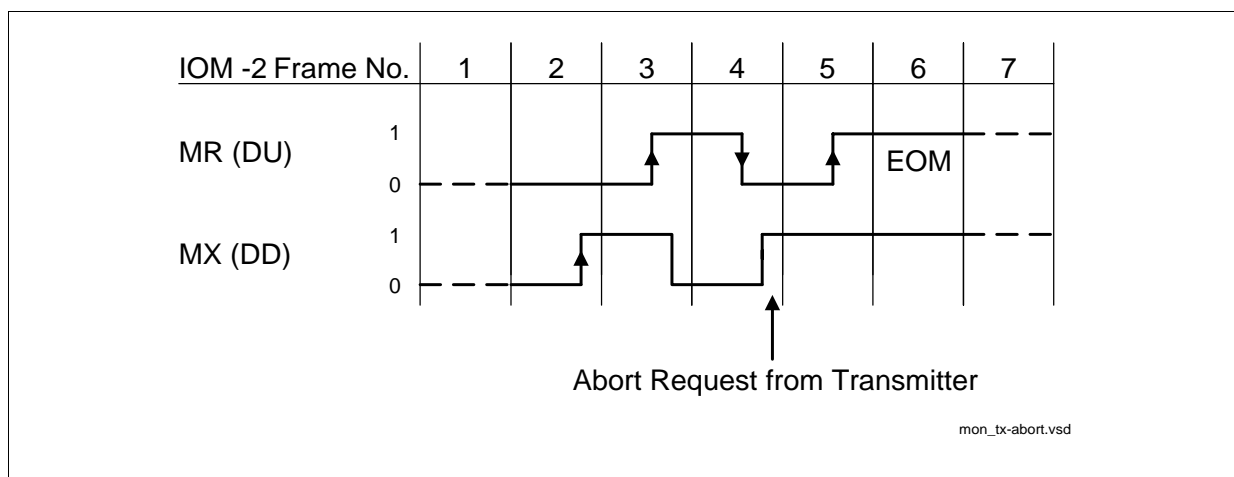 IOM -2 Frame No. 1 2 3 4 5 6 7
1
MR (DU)
0
EOM
1
MX (DD)
0
Abort Request from Transmitter
mon_tx-abort.vsd